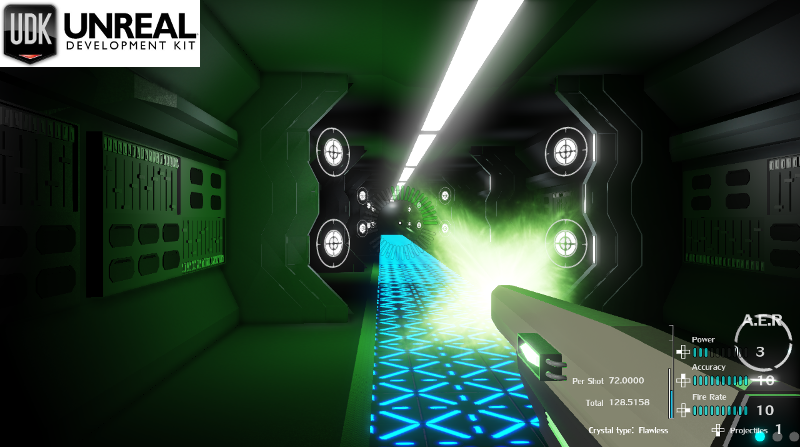 UDK UNREAL
DEVELOPMENT KIT
A.E.R
Power
3
Accuracy
10
Per Shot 72.0000
Fire Rate
Total 128.5158
10
Crystal type: Flawless
Projectiles 1